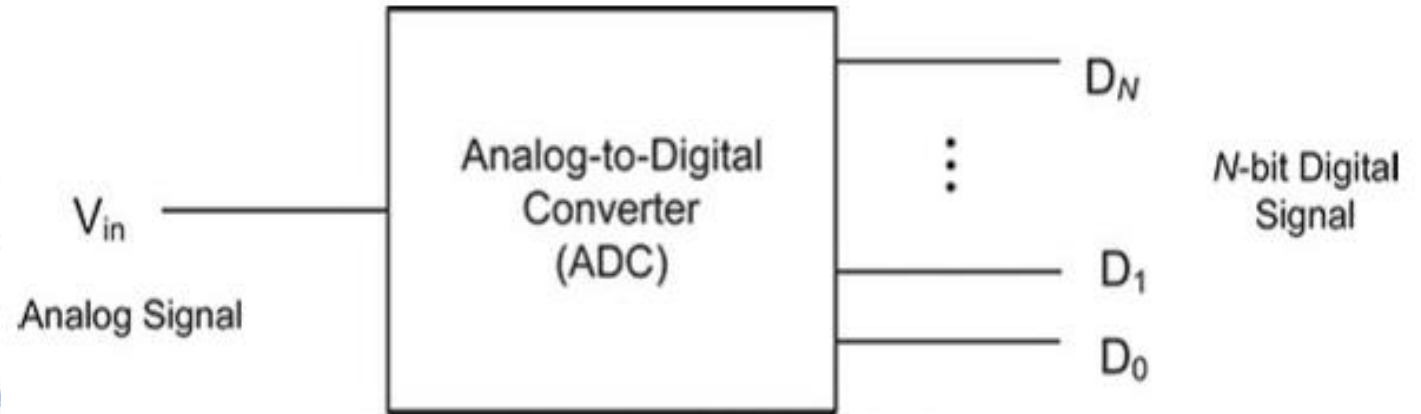 V_in
Analog Signal
Analog-to-Digital
Converter
(ADC)
D_N
⋮
D_1
D_0
N-bit Digital
Signal